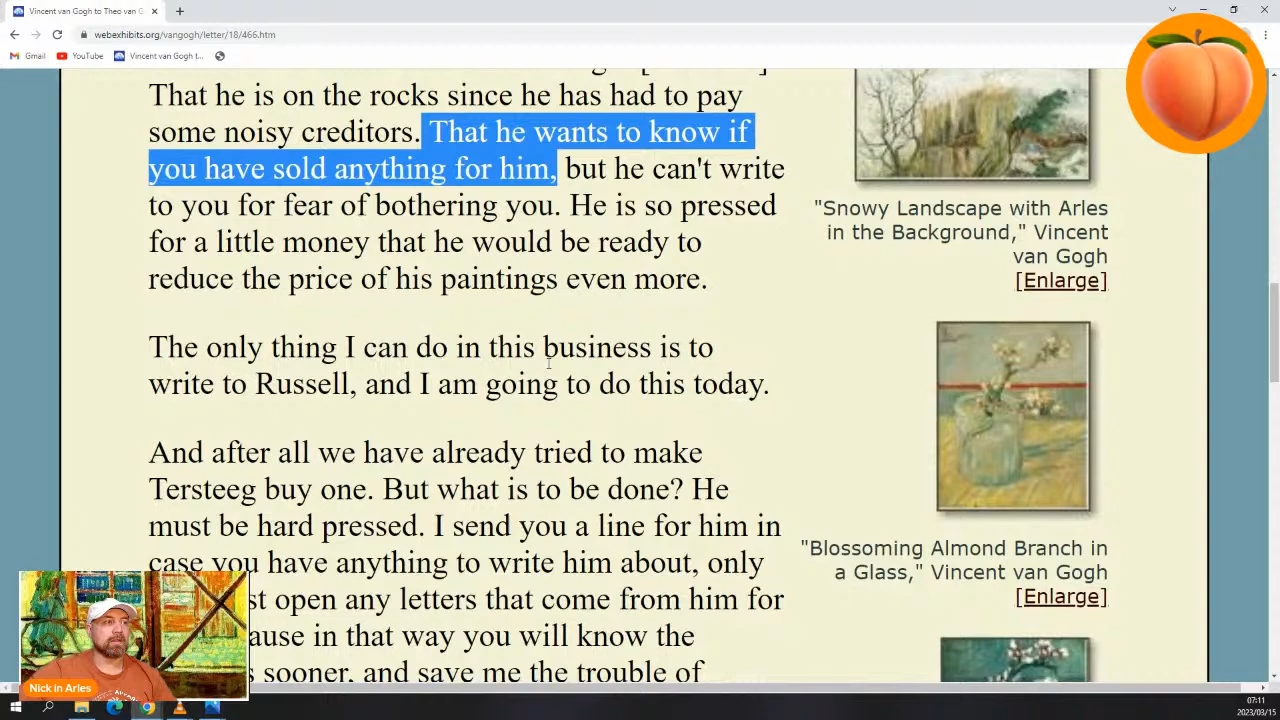 Vincent van Gogh to Theo van G
webexhibits.org/vangogh/letter/18/466.htm
Gmail
YouTube
Vincent van Gogh t...
That he is on the rocks since he has had to pay
some noisy creditors. That he wants to know if
you have sold anything for him, but he can't write
to you for fear of bothering you. He is so pressed
for a little money that he would be ready to
reduce the price of his paintings even more.
The only thing I can do in this business is to
write to Russell, and I am going to do this today.
And after all we have already tried to make
Tersteeg buy one. But what is to be done? He
must be hard pressed. I send you a line for him in
case you have anything to write him about, only
open any letters that come from him for
in that way you will know the
sooner, and save me the trouble of
"Snowy Landscape with Arles
in the Background," Vincent
van Gogh
[Enlarge]
"Blossoming Almond Branch in
a Glass," Vincent van Gogh
[Enlarge]
Nick in Arles
07:11
2023/03/15